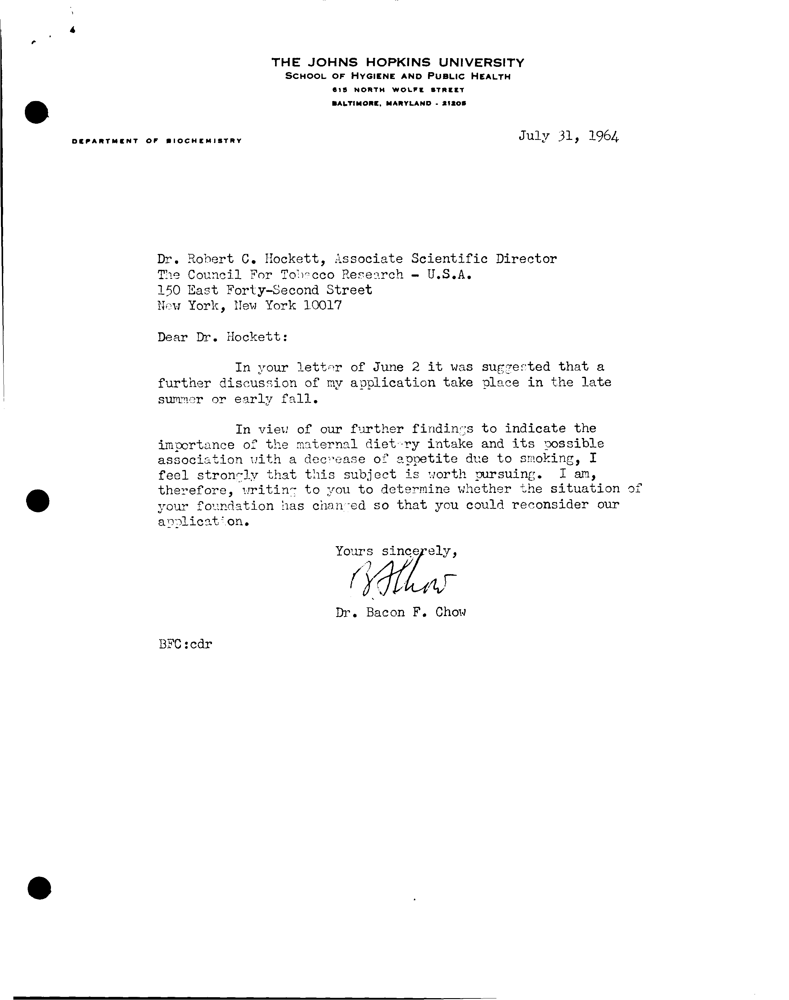 THE JOHNS HOPKINS UNIVERSITY
SCHOOL OF HYGIENE AND PUBLIC HEALTH
615 NORTH WOLFE STREET
BALTIMORE, MARYLAND - 21205
DEPARTMENT OF BIOCHEMISTRY
July 31, 1964
Dr. Robert C. Hockett, Associate Scientific Director
The Council For Tobacco Research - U.S.A.
150 East Forty-Second Street
New York, New York 10017
Dear Dr. Hockett:
In your letter of June 2 it was suggested that a
further discussion of my application take place in the late
summer or early fall.
In view of our further findings to indicate the
importance of the maternal dietary intake and its possible
association with a decrease of appetite due to smoking, I
feel strongly that this subject is worth pursuing. I am,
therefore, writing to you to determine whether the situation of
your foundation has changed so that you could reconsider our
application.
Yours sincerely,
BFChow
Dr. Bacon F. Chow
BFC:cdr